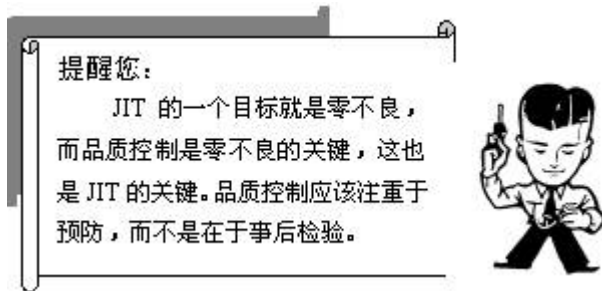 提醒您：
JIT 的一个目标就是零不良，
而品质控制是零不良的关键，这也
是 JIT 的关键。品质控制应该注重于
预防，而不是在于事后检验。